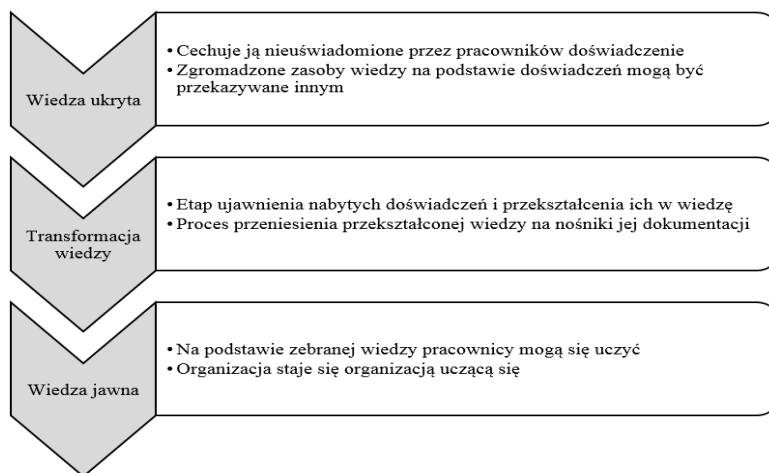 Wiedza ukryta
• Cechuje ją nieuświadomione przez pracowników doświadczenie
• Zgromadzone zasoby wiedzy na podstawie doświadczeń mogą być
przekazywane innym
Transformacja
wiedzy
• Etap ujawnienia nabytych doświadczeń i przekształcenia ich w wiedzę
• Proces przeniesienia przekształconej wiedzy na nośniki jej dokumentacji
Wiedza jawna
• Na podstawie zebranej wiedzy pracownicy mogą się uczyć
• Organizacja staje się organizacją uczącą się